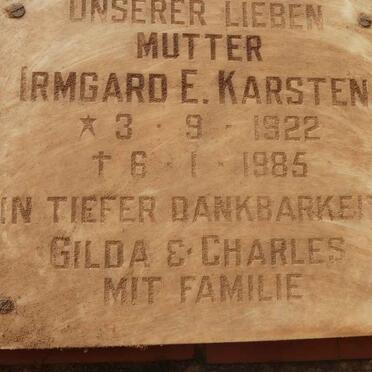 UNSERER LIEBEN
MUTTER
IRMGARD E. KARSTEN
* 3 · 9 · 1922
† 6 · 1 · 1985
IN TIEFER DANKBARKEIT
GILDA & CHARLES
MIT FAMILIE